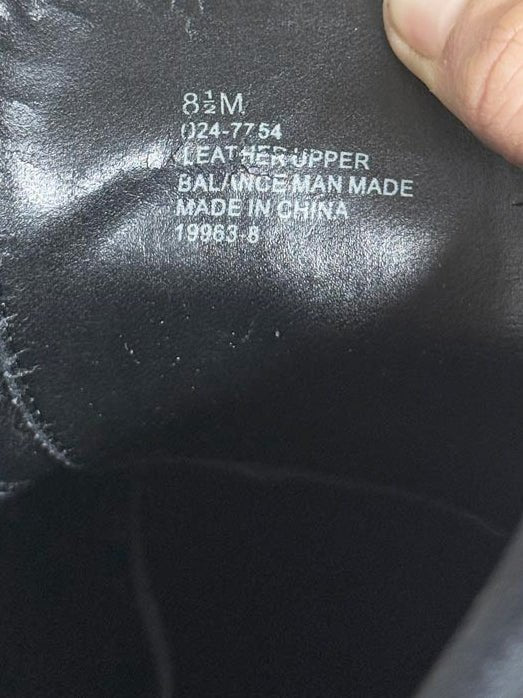 8½M
024-7754
LEATHER UPPER
BALANCE MAN MADE
MADE IN CHINA
19963-8